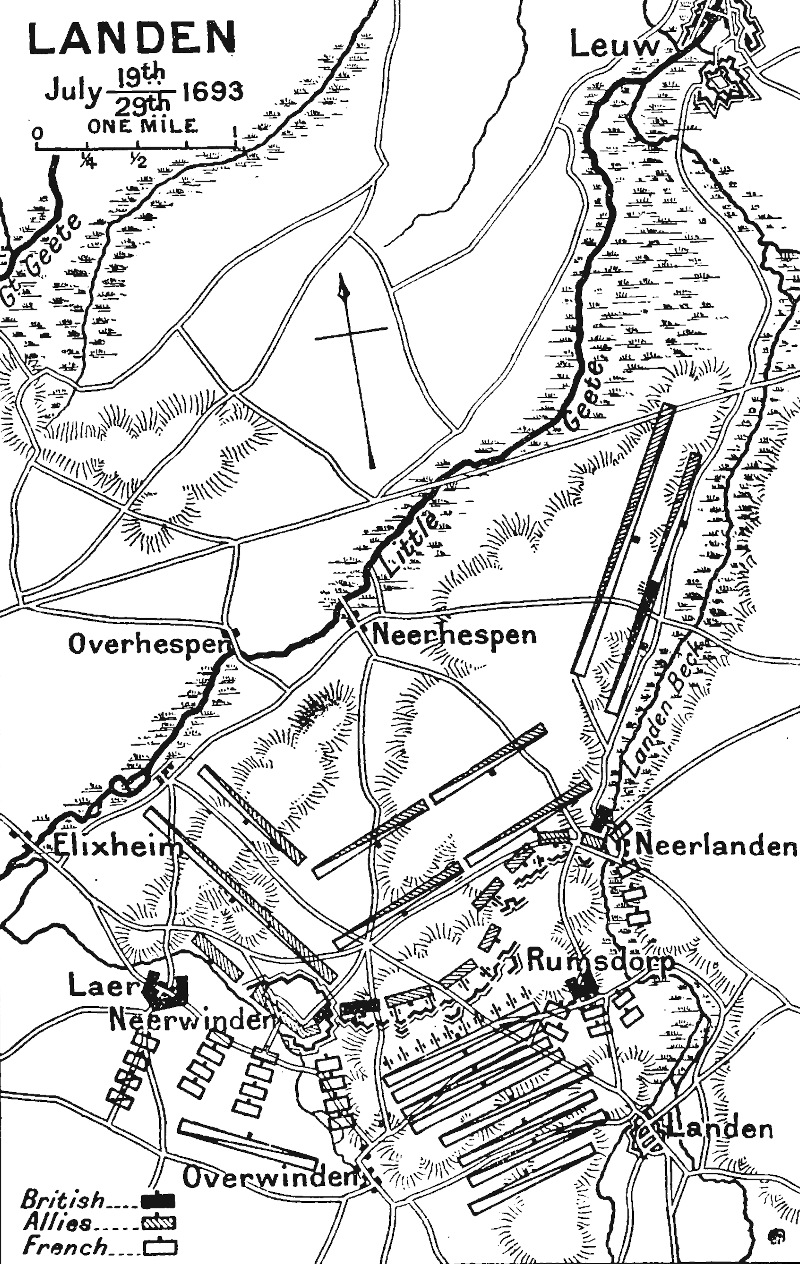 LANDEN
July 19th/29th 1693
ONE MILE
0 ¼ ½ 1
Leuw
Gt. Geete
Geete
Little
Overhespen
Neerhespen
Landen Beck
Elixheim
Neerlanden
Rumsdorp
Laer
Neerwinden
Landen
Overwinden
British
Allies
French